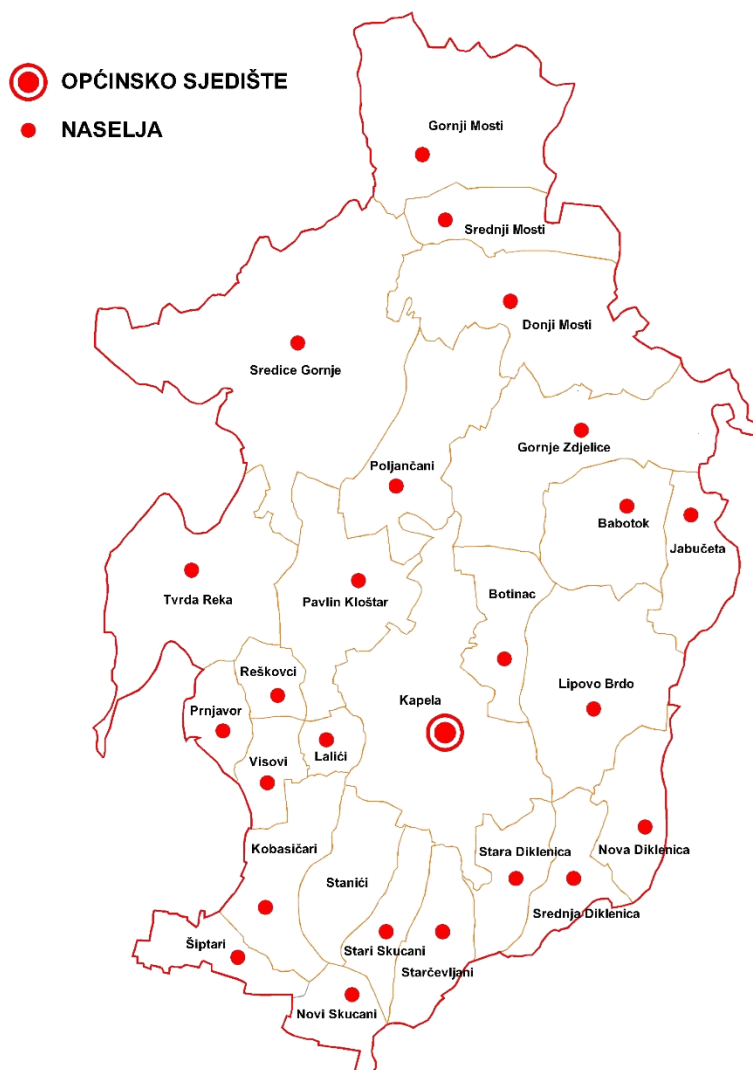 OPĆINSKO SJEDIŠTE
NASELJA
Gornji Mosti
Srednji Mosti
Donji Mosti
Sredice Gornje
Gornje Zdjelice
Poljančani
Babotok
Jabučeta
Botinac
Tvrda Reka
Pavlin Kloštar
Reškovci
Lipovo Brdo
Kapela
Prnjavor
Lalići
Visovi
Kobasičari
Stara Diklenica
Nova Diklenica
Stanići
Srednja Diklenica
Šiptari
Stari Skucani
Starčevljani
Novi Skucani